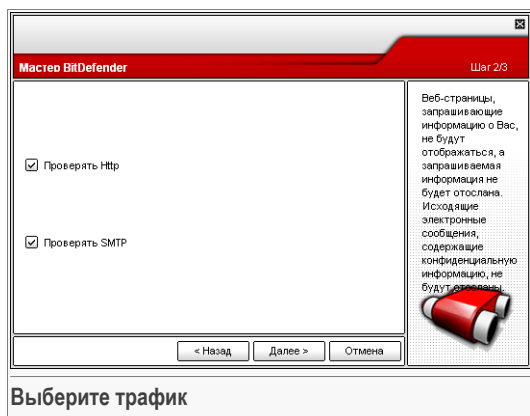 Мастер BitDefender
Шаг 2/3
Проверять Http
Проверять SMTP
Веб-страницы,
запрашивающие
информацию о Вас,
не будут
отображаться, а
запрашиваемая
информация не
будет отослана.
Исходящие
электронные
сообщения,
содержащие
конфиденциальную
информацию, не
будут отосланы.
< Назад
Далее >
Отмена
Выберите трафик